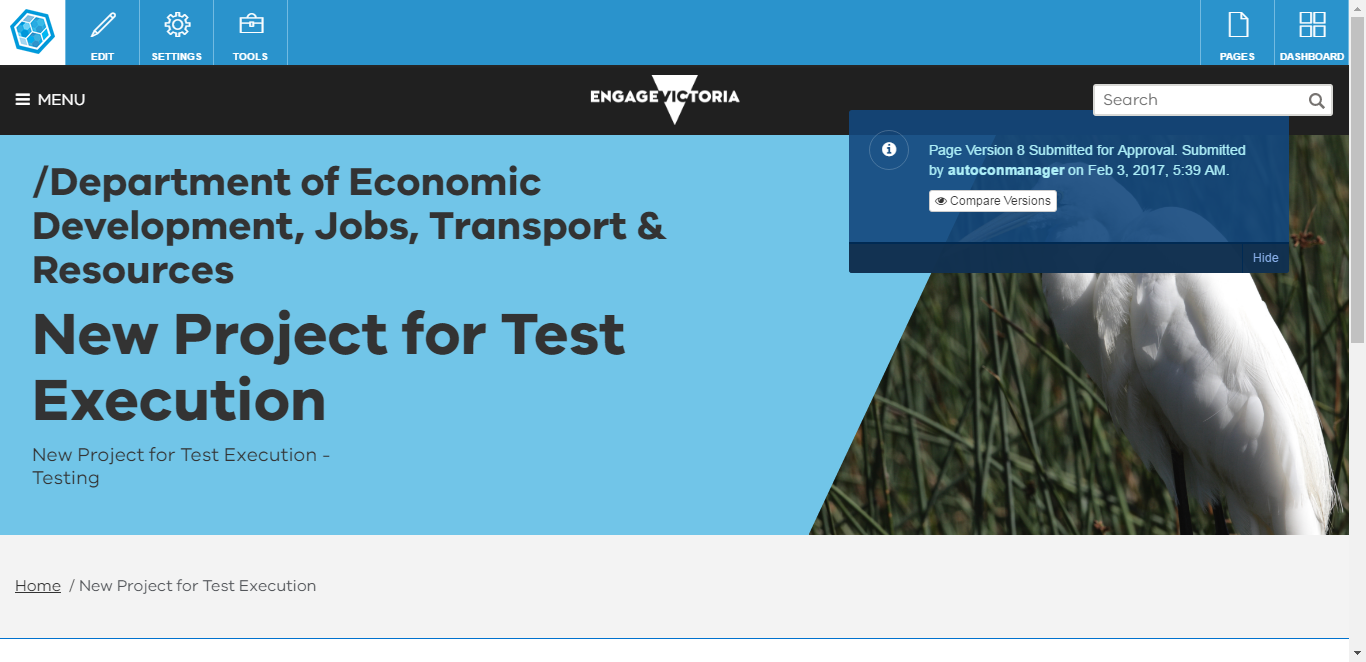 EDIT
SETTINGS
TOOLS
PAGES
DASHBOARD
MENU
ENGAGEVICTORIA
Search
Page Version 8 Submitted for Approval. Submitted
by autoconmanager on Feb 3, 2017, 5:39 AM.
Compare Versions
Hide
/Department of Economic
Development, Jobs, Transport &
Resources
New Project for Test
Execution
New Project for Test Execution -
Testing
Home / New Project for Test Execution